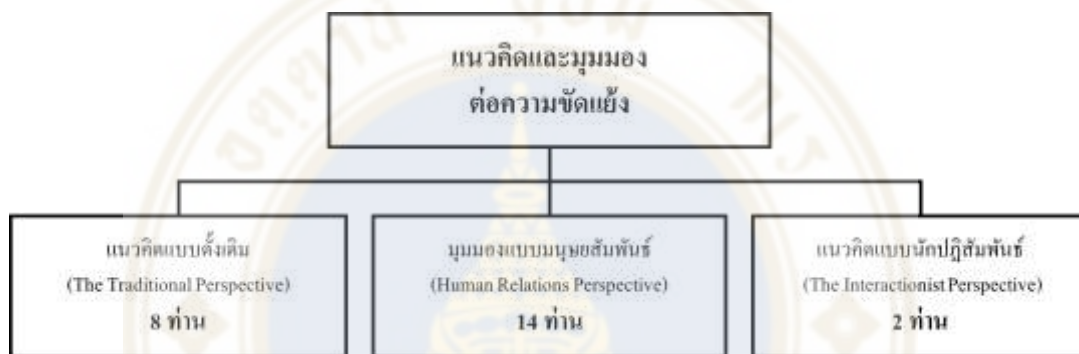 แนวคิดและมุมมอง
ต่อความขัดแย้ง
แนวคิดแบบดั้งเดิม
(The Traditional Perspective)
8 ท่าน
มุมมองแบบมนุษยสัมพันธ์
(Human Relations Perspective)
14 ท่าน
แนวคิดแบบนักปฏิสัมพันธ์
(The Interactionist Perspective)
2 ท่าน